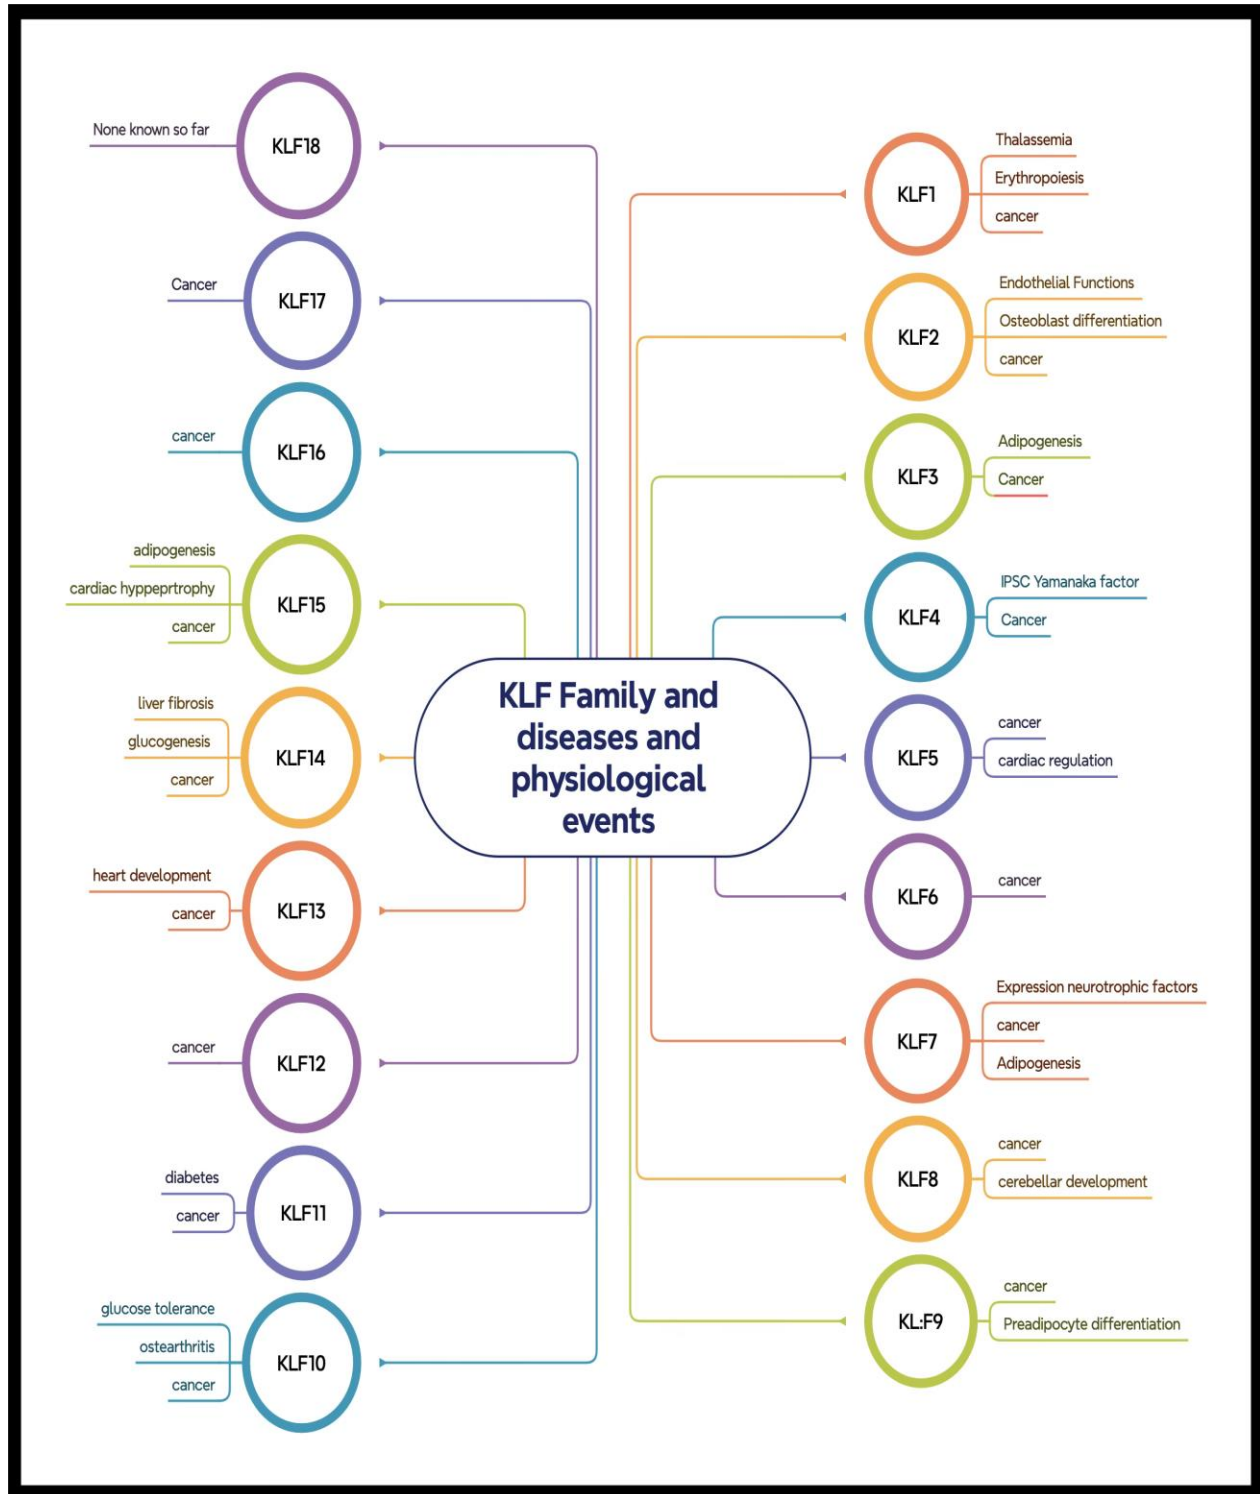 KLF Family and
diseases and
physiological
events
KLF1
Thalassemia
Erythropoiesis
cancer
KLF2
Endothelial Functions
Osteoblast differentiation
cancer
KLF3
Adipogenesis
Cancer
KLF4
IPSC Yamanaka factor
Cancer
KLF5
cancer
cardiac regulation
KLF6
cancer
KLF7
Expression neurotrophic factors
cancer
Adipogenesis
KLF8
cancer
cerebellar development
KL:F9
cancer
Preadipocyte differentiation
KLF18
None known so far
KLF17
Cancer
KLF16
cancer
KLF15
adipogenesis
cardiac hyppeprtrophy
cancer
KLF14
liver fibrosis
glucogenesis
cancer
KLF13
heart development
cancer
KLF12
cancer
KLF11
diabetes
cancer
KLF10
glucose tolerance
ostearthritis
cancer